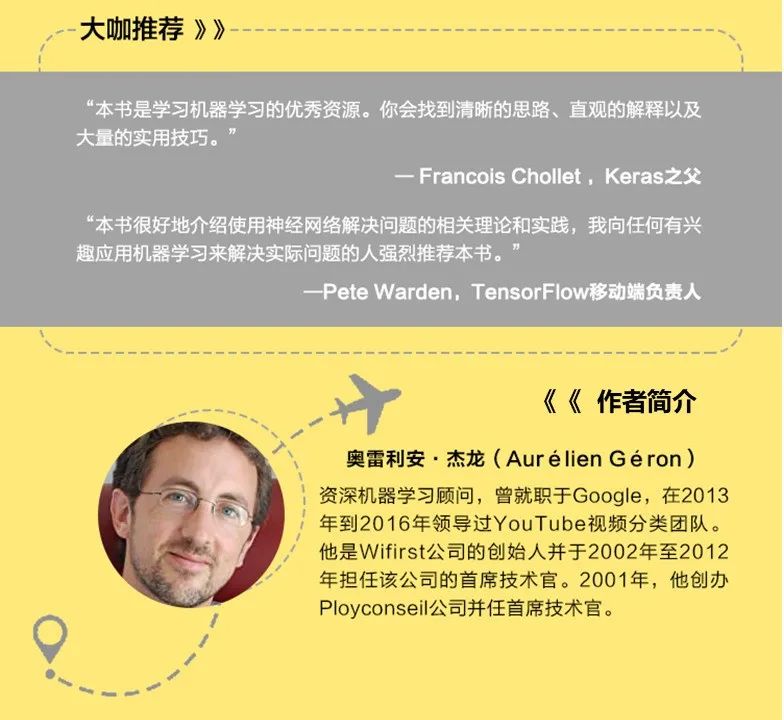 大咖推荐 》》
“本书是学习机器学习的优秀资源。你会找到清晰的思路、直观的解释以及
大量的实用技巧。”
— Francois Chollet ，Keras之父
“本书很好地介绍使用神经网络解决问题的相关理论和实践，我向任何有兴
趣应用机器学习来解决实际问题的人强烈推荐本书。”
—Pete Warden，TensorFlow移动端负责人
《《 作者简介
奥雷利安·杰龙（Aurélien Géron）
资深机器学习顾问，曾就职于Google，在2013
年到2016年领导过YouTube视频分类团队。
他是Wifirst公司的创始人并于2002年至2012
年担任该公司的首席技术官。2001年，他创办
Ployconseil公司并任首席技术官。